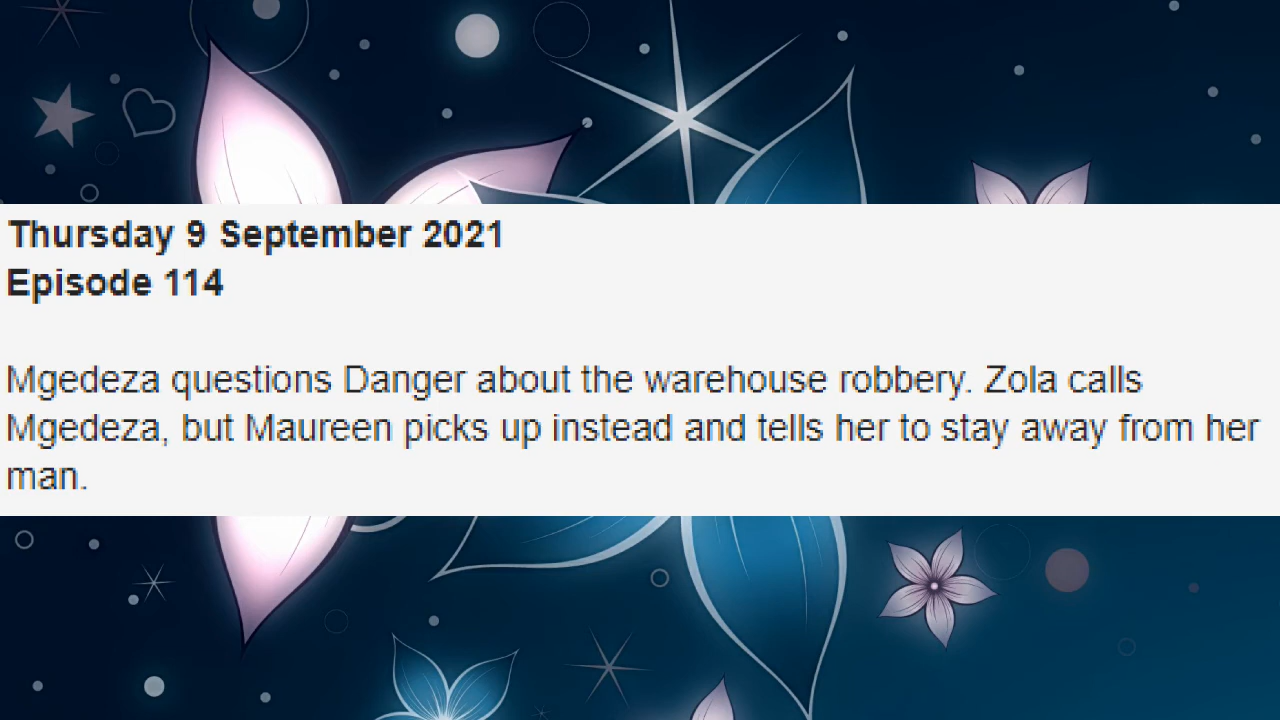 Thursday 9 September 2021
Episode 114
Mgedeza questions Danger about the warehouse robbery. Zola calls
Mgedeza, but Maureen picks up instead and tells her to stay away from her
man.